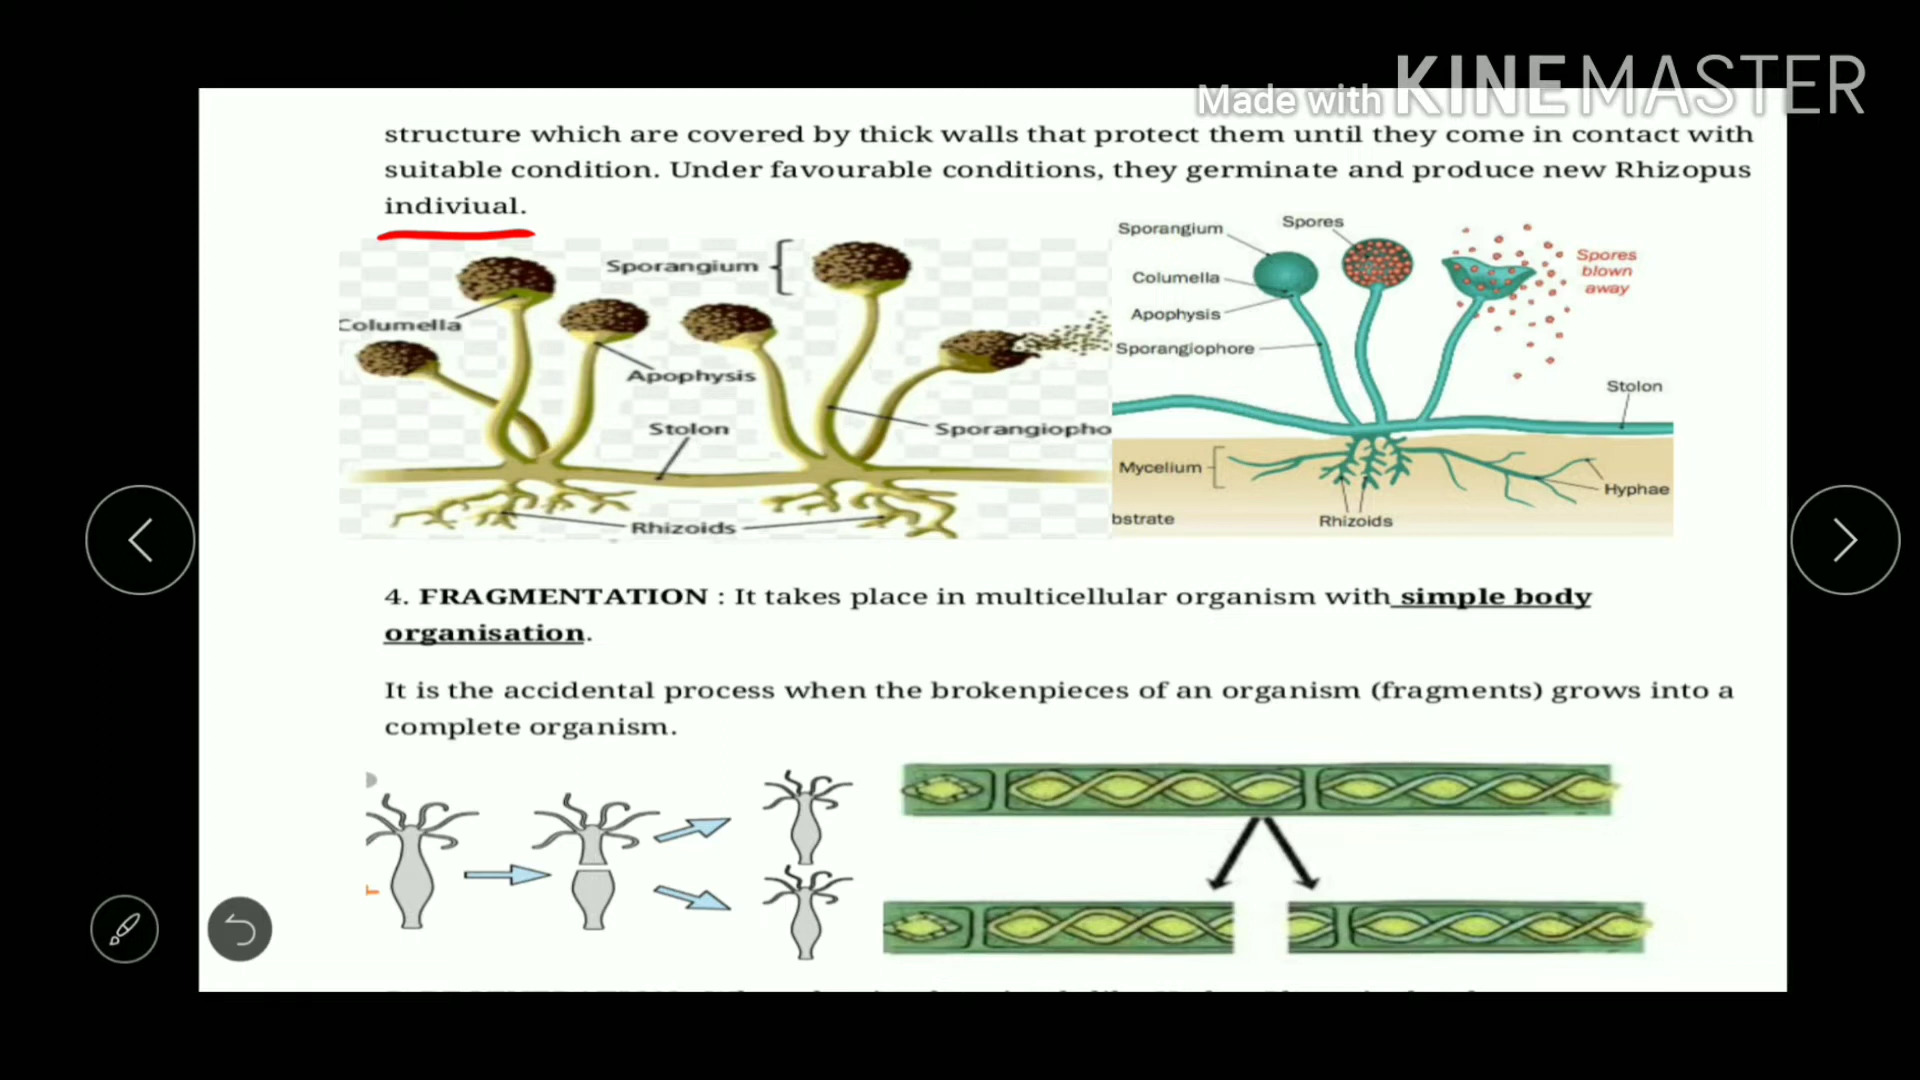 Made with KINEMASTER
structure which are covered by thick walls that protect them until they come in contact with
suitable condition. Under favourable conditions, they germinate and produce new Rhizopus
indiviual.
Sporangium
Columella
Apophysis
Stolon
Sporangiopho
Rhizoids
Sporangium
Spores
Columella
Apophysis
Sporangiophore
Spores
blown
away
Stolon
Mycelium
Hyphae
bstrate
Rhizoids
4. FRAGMENTATION : It takes place in multicellular organism with simple body
organisation.
It is the accidental process when the brokenpieces of an organism (fragments) grows into a
complete organism.